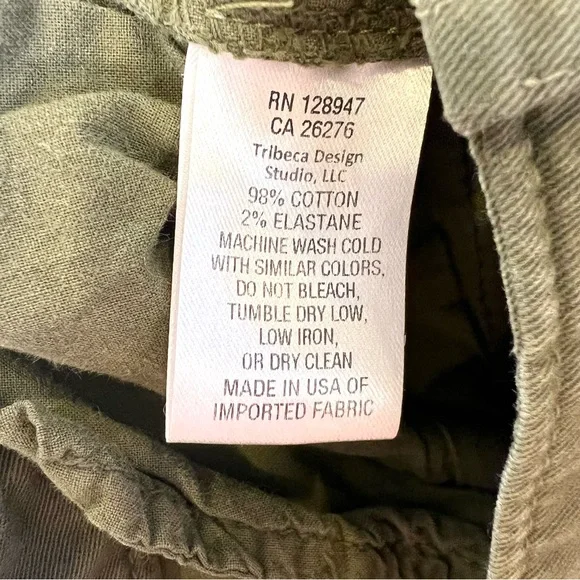 RN 128947
CA 26276
Tribeca Design
Studio, LLC
98% COTTON
2% ELASTANE
MACHINE WASH COLD
WITH SIMILAR COLORS,
DO NOT BLEACH,
TUMBLE DRY LOW,
LOW IRON,
OR DRY CLEAN
MADE IN USA OF
IMPORTED FABRIC